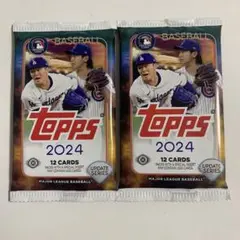 BASEBALL
TOPPS
2024
12 CARDS
UPDATE
SERIES
MAJOR LEAGUE BASEBALL
BASEBALL
TOPPS
2024
12 CARDS
UPDATE
SERIES
MAJOR LEAGUE BASEBALL